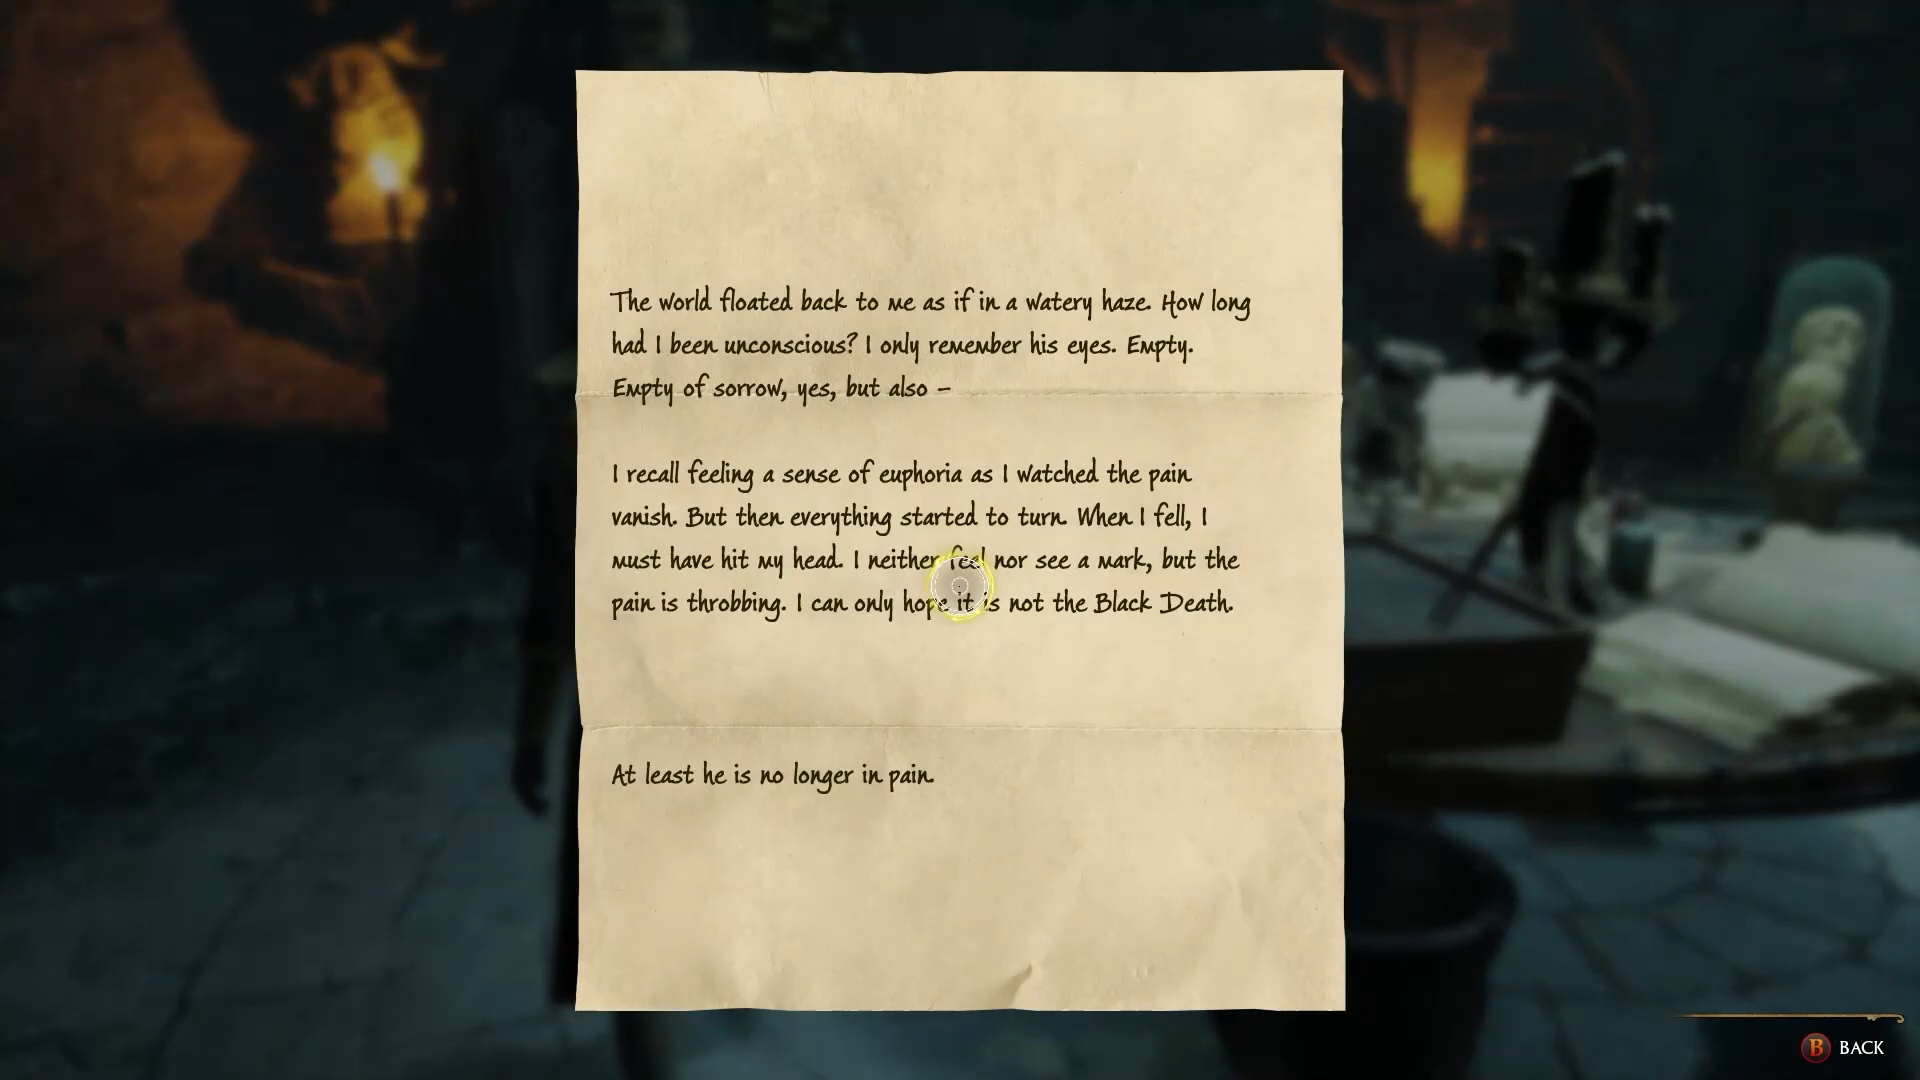 The world floated back to me as if in a watery haze. How long
had I been unconscious? I only remember his eyes. Empty.
Empty of sorrow, yes, but also –
I recall feeling a sense of euphoria as I watched the pain
vanish. But then everything started to turn. When I fell, I
must have hit my head. I neither feel nor see a mark, but the
pain is throbbing. I can only hope it is not the Black Death.
At least he is no longer in pain.
B BACK